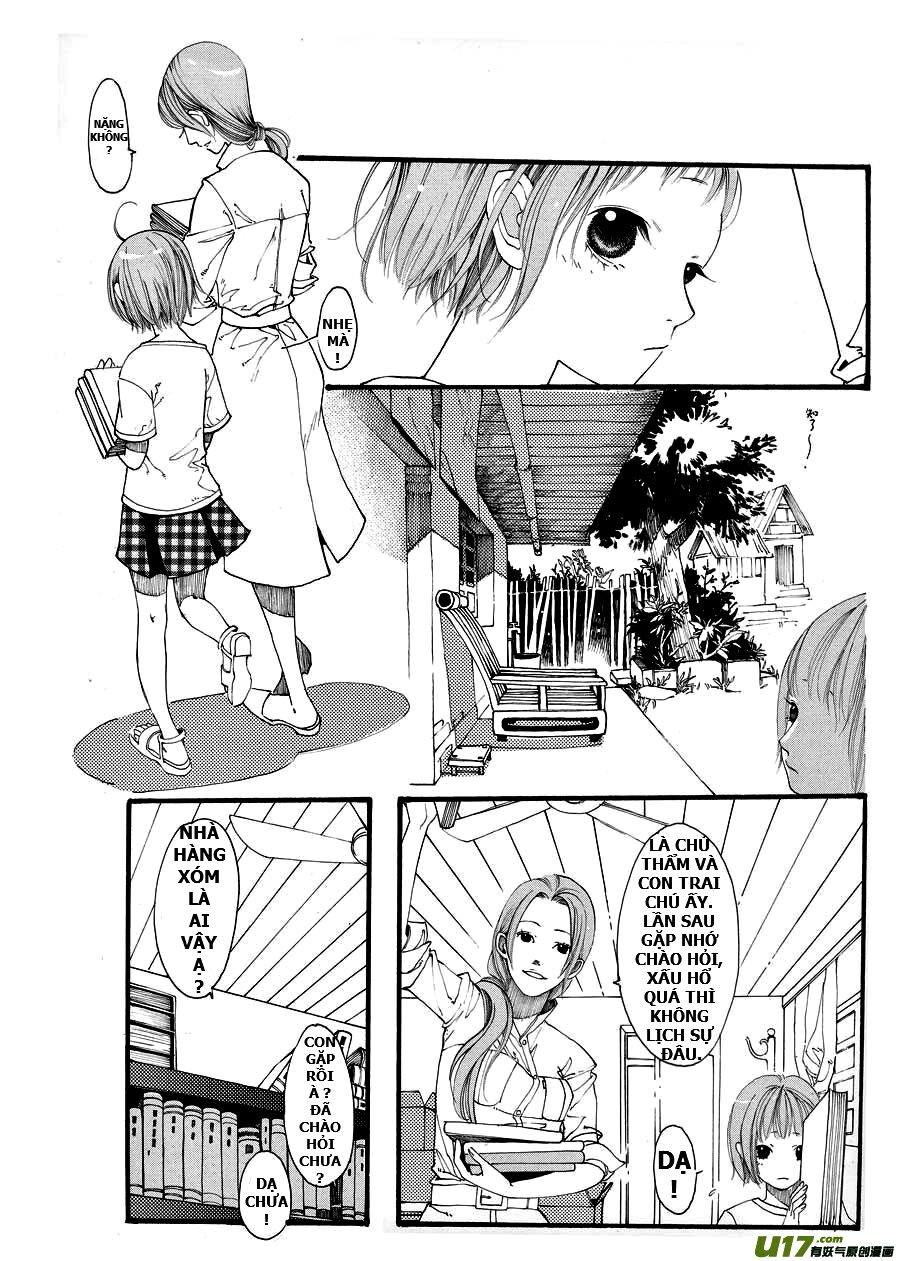 NẶNG
KHÔNG
?
NHẸ
MÀ
!
知了~
NHÀ
HÀNG
XÓM
LÀ
AI
VẬY
Ạ
?
CON
GẶP
RỒI
À?
ĐÃ
CHÀO
HỎI
CHƯA
?
DẠ
CHƯA
!
LÀ CHÚ
THẨM VÀ
CON TRAI
CHÚ ẤY.
LẦN SAU
GẶP NHỚ
CHÀO HỎI,
XẤU HỔ
QUÁ THÌ
KHÔNG
LỊCH SỰ
ĐÂU.
DẠ
!
U17.com
有妖气原创漫画